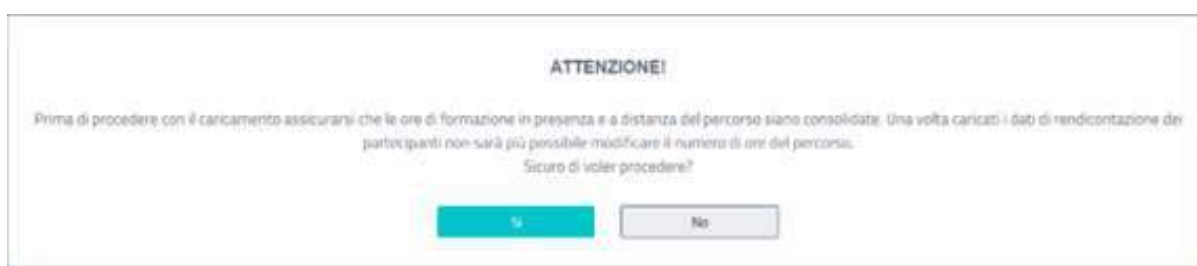 ATTENZIONE!
Prima di procedere con il caricamento assicurarsi che le ore di formazione in presenza e a distanza del percorso siano consolidate. Una volta caricati i dati di rendicontazione dei
partecipanti non sarà più possibile modificare il numero di ore del percorso.
Sicuro di voler procedere?
Si No